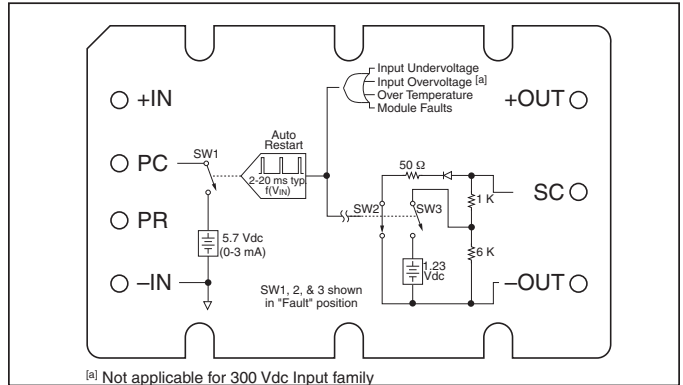 Input Undervoltage
Input Overvoltage [a]
Over Temperature
Module Faults
+IN
+OUT
Auto
Restart
PC
SW1
2-20 ms typ.
f(VIN)
50 Ω
SC
1 K
SW2
SW3
PR
5.7 Vdc
(0-3 mA)
6 K
1.23
Vdc
–IN
–OUT
SW1, 2, & 3 shown
in "Fault" position
[a] Not applicable for 300 Vdc Input family